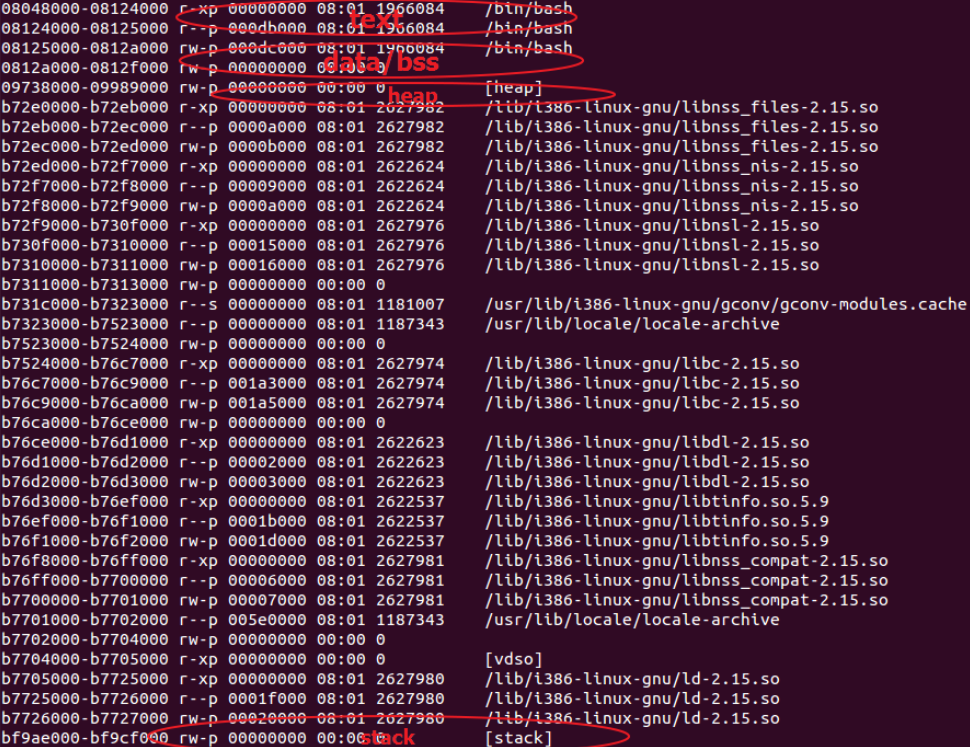 08048000-08124000 r-xp 00000000 08:01 1966084 /bin/bash
text
08124000-08125000 r--p 000db000 08:01 1966084 /bin/bash
08125000-0812a000 rw-p 000dc000 08:01 1966084 /bin/bash
0812a000-0812f000 rw-p 00000000 00:00 0
data/bss
09738000-09989000 rw-p 00000000 00:00 0 [heap]
heap
b72e0000-b72eb000 r-xp 00000000 08:01 2627982 /lib/i386-linux-gnu/libnss_files-2.15.so
b72eb000-b72ec000 r--p 0000a000 08:01 2627982 /lib/i386-linux-gnu/libnss_files-2.15.so
b72ec000-b72ed000 rw-p 0000b000 08:01 2627982 /lib/i386-linux-gnu/libnss_files-2.15.so
b72ed000-b72f7000 r-xp 00000000 08:01 2622624 /lib/i386-linux-gnu/libnss_nis-2.15.so
b72f7000-b72f8000 r--p 00009000 08:01 2622624 /lib/i386-linux-gnu/libnss_nis-2.15.so
b72f8000-b72f9000 rw-p 0000a000 08:01 2622624 /lib/i386-linux-gnu/libnss_nis-2.15.so
b72f9000-b730f000 r-xp 00000000 08:01 2627976 /lib/i386-linux-gnu/libnsl-2.15.so
b730f000-b7310000 r--p 00015000 08:01 2627976 /lib/i386-linux-gnu/libnsl-2.15.so
b7310000-b7311000 rw-p 00016000 08:01 2627976 /lib/i386-linux-gnu/libnsl-2.15.so
b7311000-b7313000 rw-p 00000000 00:00 0
b731c000-b7323000 r--s 00000000 08:01 1181007 /usr/lib/i386-linux-gnu/gconv/gconv-modules.cache
b7323000-b7523000 r--p 00000000 08:01 1187343 /usr/lib/locale/locale-archive
b7523000-b7524000 rw-p 00000000 00:00 0
b7524000-b76c7000 r-xp 00000000 08:01 2627974 /lib/i386-linux-gnu/libc-2.15.so
b76c7000-b76c9000 r--p 001a3000 08:01 2627974 /lib/i386-linux-gnu/libc-2.15.so
b76c9000-b76ca000 rw-p 001a5000 08:01 2627974 /lib/i386-linux-gnu/libc-2.15.so
b76ca000-b76ce000 rw-p 00000000 00:00 0
b76ce000-b76d1000 r-xp 00000000 08:01 2622623 /lib/i386-linux-gnu/libdl-2.15.so
b76d1000-b76d2000 r--p 00002000 08:01 2622623 /lib/i386-linux-gnu/libdl-2.15.so
b76d2000-b76d3000 rw-p 00003000 08:01 2622623 /lib/i386-linux-gnu/libdl-2.15.so
b76d3000-b76ef000 r-xp 00000000 08:01 2622537 /lib/i386-linux-gnu/libtinfo.so.5.9
b76ef000-b76f1000 r--p 0001b000 08:01 2622537 /lib/i386-linux-gnu/libtinfo.so.5.9
b76f1000-b76f2000 rw-p 0001d000 08:01 2622537 /lib/i386-linux-gnu/libtinfo.so.5.9
b76f8000-b76ff000 r-xp 00000000 08:01 2627981 /lib/i386-linux-gnu/libnss_compat-2.15.so
b76ff000-b7700000 r--p 00006000 08:01 2627981 /lib/i386-linux-gnu/libnss_compat-2.15.so
b7700000-b7701000 rw-p 00007000 08:01 2627981 /lib/i386-linux-gnu/libnss_compat-2.15.so
b7701000-b7702000 r--p 005e0000 08:01 1187343 /usr/lib/locale/locale-archive
b7702000-b7704000 rw-p 00000000 00:00 0
b7704000-b7705000 r-xp 00000000 00:00 0 [vdso]
b7705000-b7725000 r-xp 00000000 08:01 2627980 /lib/i386-linux-gnu/ld-2.15.so
b7725000-b7726000 r--p 0001f000 08:01 2627980 /lib/i386-linux-gnu/ld-2.15.so
b7726000-b7727000 rw-p 00020000 08:01 2627980 /lib/i386-linux-gnu/ld-2.15.so
bf9ae000-bf9cf000 rw-p 00000000 00:00 0 [stack]
stack